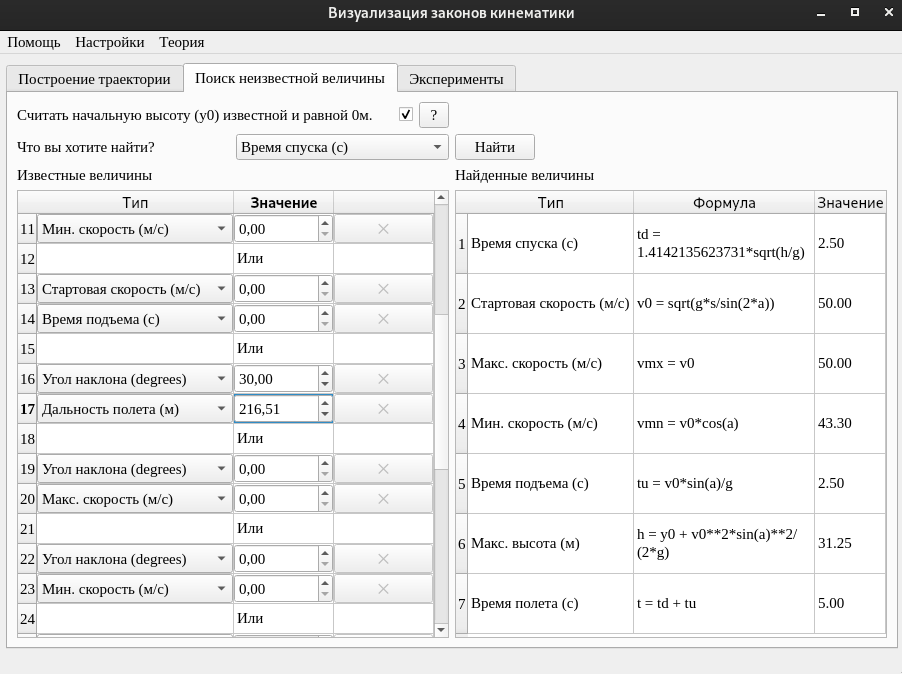 Визуализация законов кинематики
Помощь Настройки Теория
Построение траектории Поиск неизвестной величины Эксперименты
Считать начальную высоту (y0) известной и равной 0м. ?
Что вы хотите найти? Время спуска (с) Найти
Известные величины
Тип Значение
11 Мин. скорость (м/с) 0,00
12 Или
13 Стартовая скорость (м/с) 0,00
14 Время подъема (с) 0,00
15 Или
16 Угол наклона (degrees) 30,00
17 Дальность полета (м) 216,51
18 Или
19 Угол наклона (degrees) 0,00
20 Макс. скорость (м/с) 0,00
21 Или
22 Угол наклона (degrees) 0,00
23 Мин. скорость (м/с) 0,00
24 Или
Найденные величины
Тип Формула Значение
1 Время спуска (с) td =
1.4142135623731*sqrt(h/g) 2.50
2 Стартовая скорость (м/с) v0 = sqrt(g*s/sin(2*a)) 50.00
3 Макс. скорость (м/с) vmx = v0 50.00
4 Мин. скорость (м/с) vmn = v0*cos(a) 43.30
5 Время подъема (с) tu = v0*sin(a)/g 2.50
6 Макс. высота (м) h = y0 + v0**2*sin(a)**2/
(2*g) 31.25
7 Время полета (с) t = td + tu 5.00